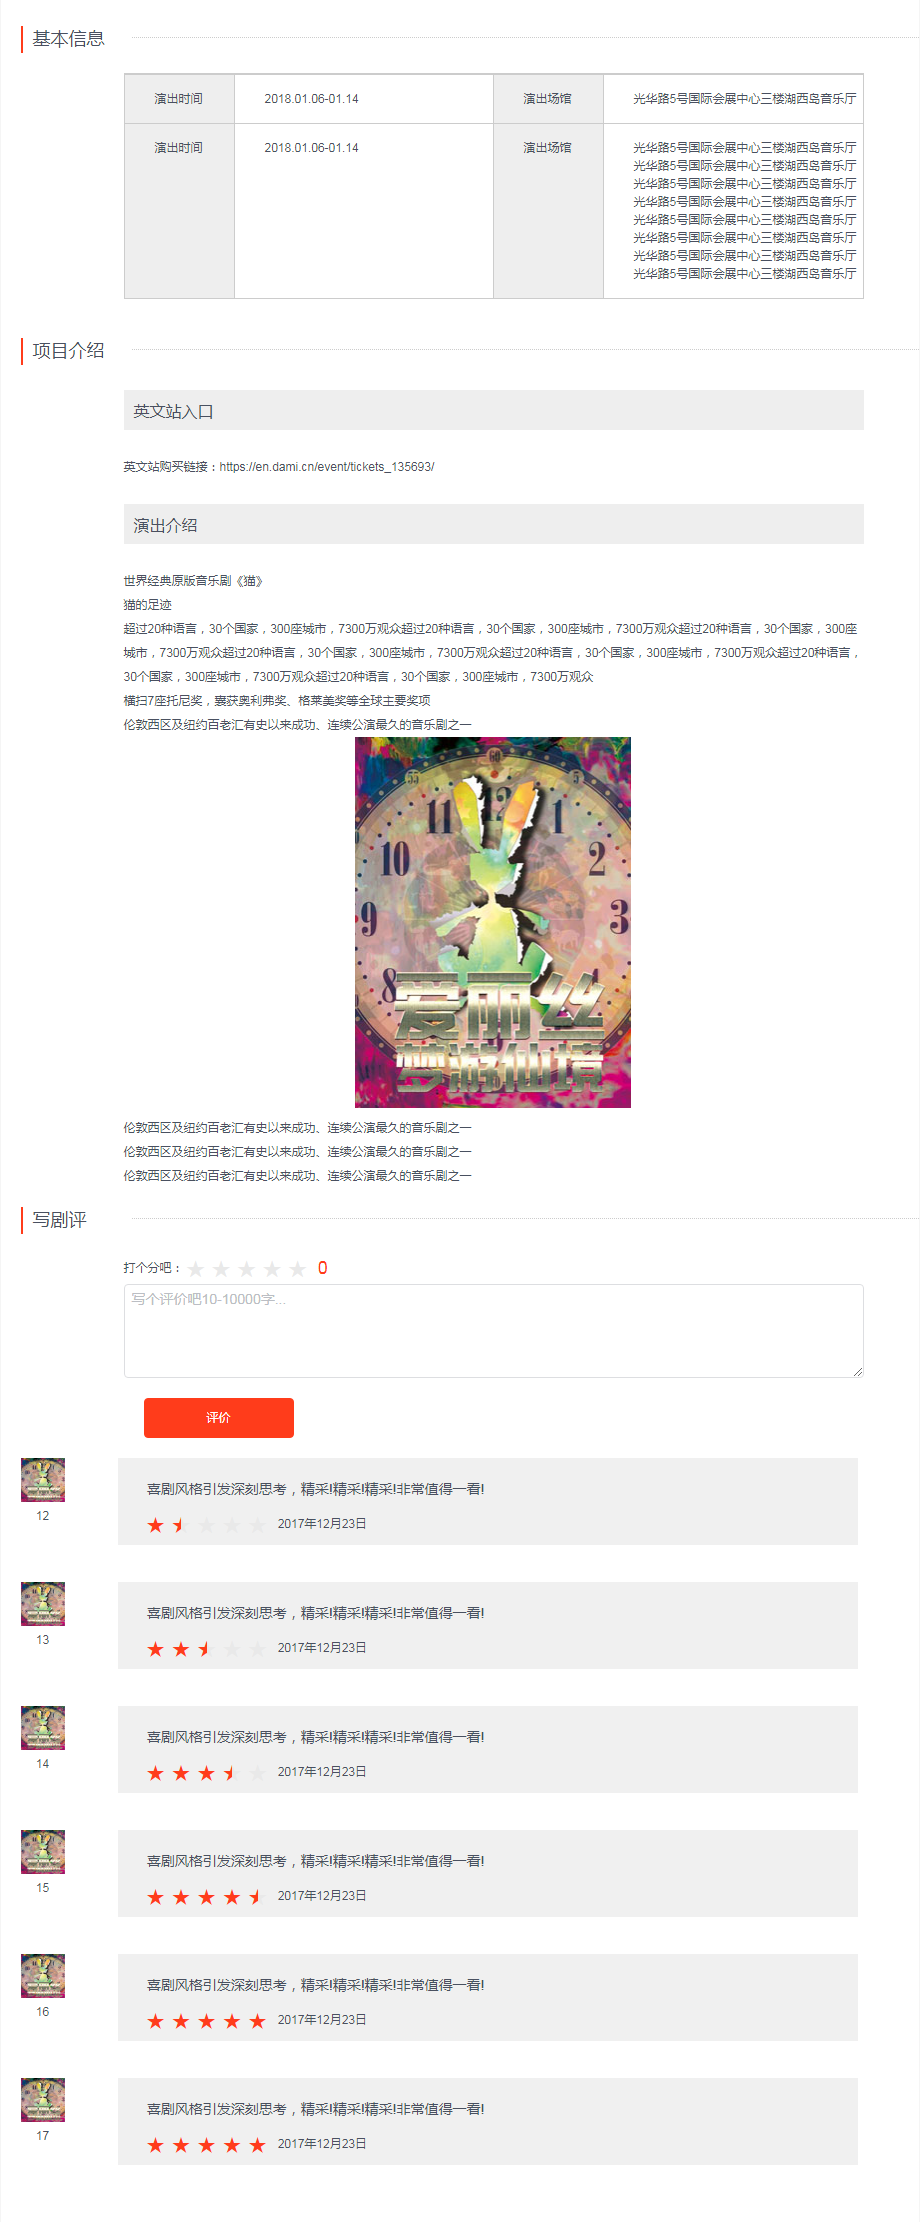 基本信息
演出时间 2018.01.06-01.14 演出场馆 光华路5号国际会展中心三楼湖西岛音乐厅
演出时间 2018.01.06-01.14 演出场馆 光华路5号国际会展中心三楼湖西岛音乐厅
光华路5号国际会展中心三楼湖西岛音乐厅
光华路5号国际会展中心三楼湖西岛音乐厅
光华路5号国际会展中心三楼湖西岛音乐厅
光华路5号国际会展中心三楼湖西岛音乐厅
光华路5号国际会展中心三楼湖西岛音乐厅
光华路5号国际会展中心三楼湖西岛音乐厅
光华路5号国际会展中心三楼湖西岛音乐厅
项目介绍
英文站入口
英文站购买链接：https://en.dami.cn/event/tickets_135693/
演出介绍
世界经典原版音乐剧《猫》
猫的足迹
超过20种语言，30个国家，300座城市，7300万观众超过20种语言，30个国家，300座城市，7300万观众超过20种语言，30个国家，300座
城市，7300万观众超过20种语言，30个国家，300座城市，7300万观众超过20种语言，30个国家，300座城市，7300万观众超过20种语言，
30个国家，300座城市，7300万观众超过20种语言，30个国家，300座城市，7300万观众
横扫7座托尼奖，囊获奥利弗奖、格莱美奖等全球主要奖项
伦敦西区及纽约百老汇有史以来成功、连续公演最久的音乐剧之一
55 60 5
11 12 1
10 2
9 3
8 4
爱丽丝
梦游仙境
伦敦西区及纽约百老汇有史以来成功、连续公演最久的音乐剧之一
伦敦西区及纽约百老汇有史以来成功、连续公演最久的音乐剧之一
伦敦西区及纽约百老汇有史以来成功、连续公演最久的音乐剧之一
写剧评
打个分吧： ★ ★ ★ ★ ★ 0
写个评价吧10-10000字...
评价
喜剧风格引发深刻思考，精采!精采!精采!非常值得一看!
12
2017年12月23日
喜剧风格引发深刻思考，精采!精采!精采!非常值得一看!
13
2017年12月23日
喜剧风格引发深刻思考，精采!精采!精采!非常值得一看!
14
2017年12月23日
喜剧风格引发深刻思考，精采!精采!精采!非常值得一看!
15
2017年12月23日
喜剧风格引发深刻思考，精采!精采!精采!非常值得一看!
16
2017年12月23日
喜剧风格引发深刻思考，精采!精采!精采!非常值得一看!
17
2017年12月23日